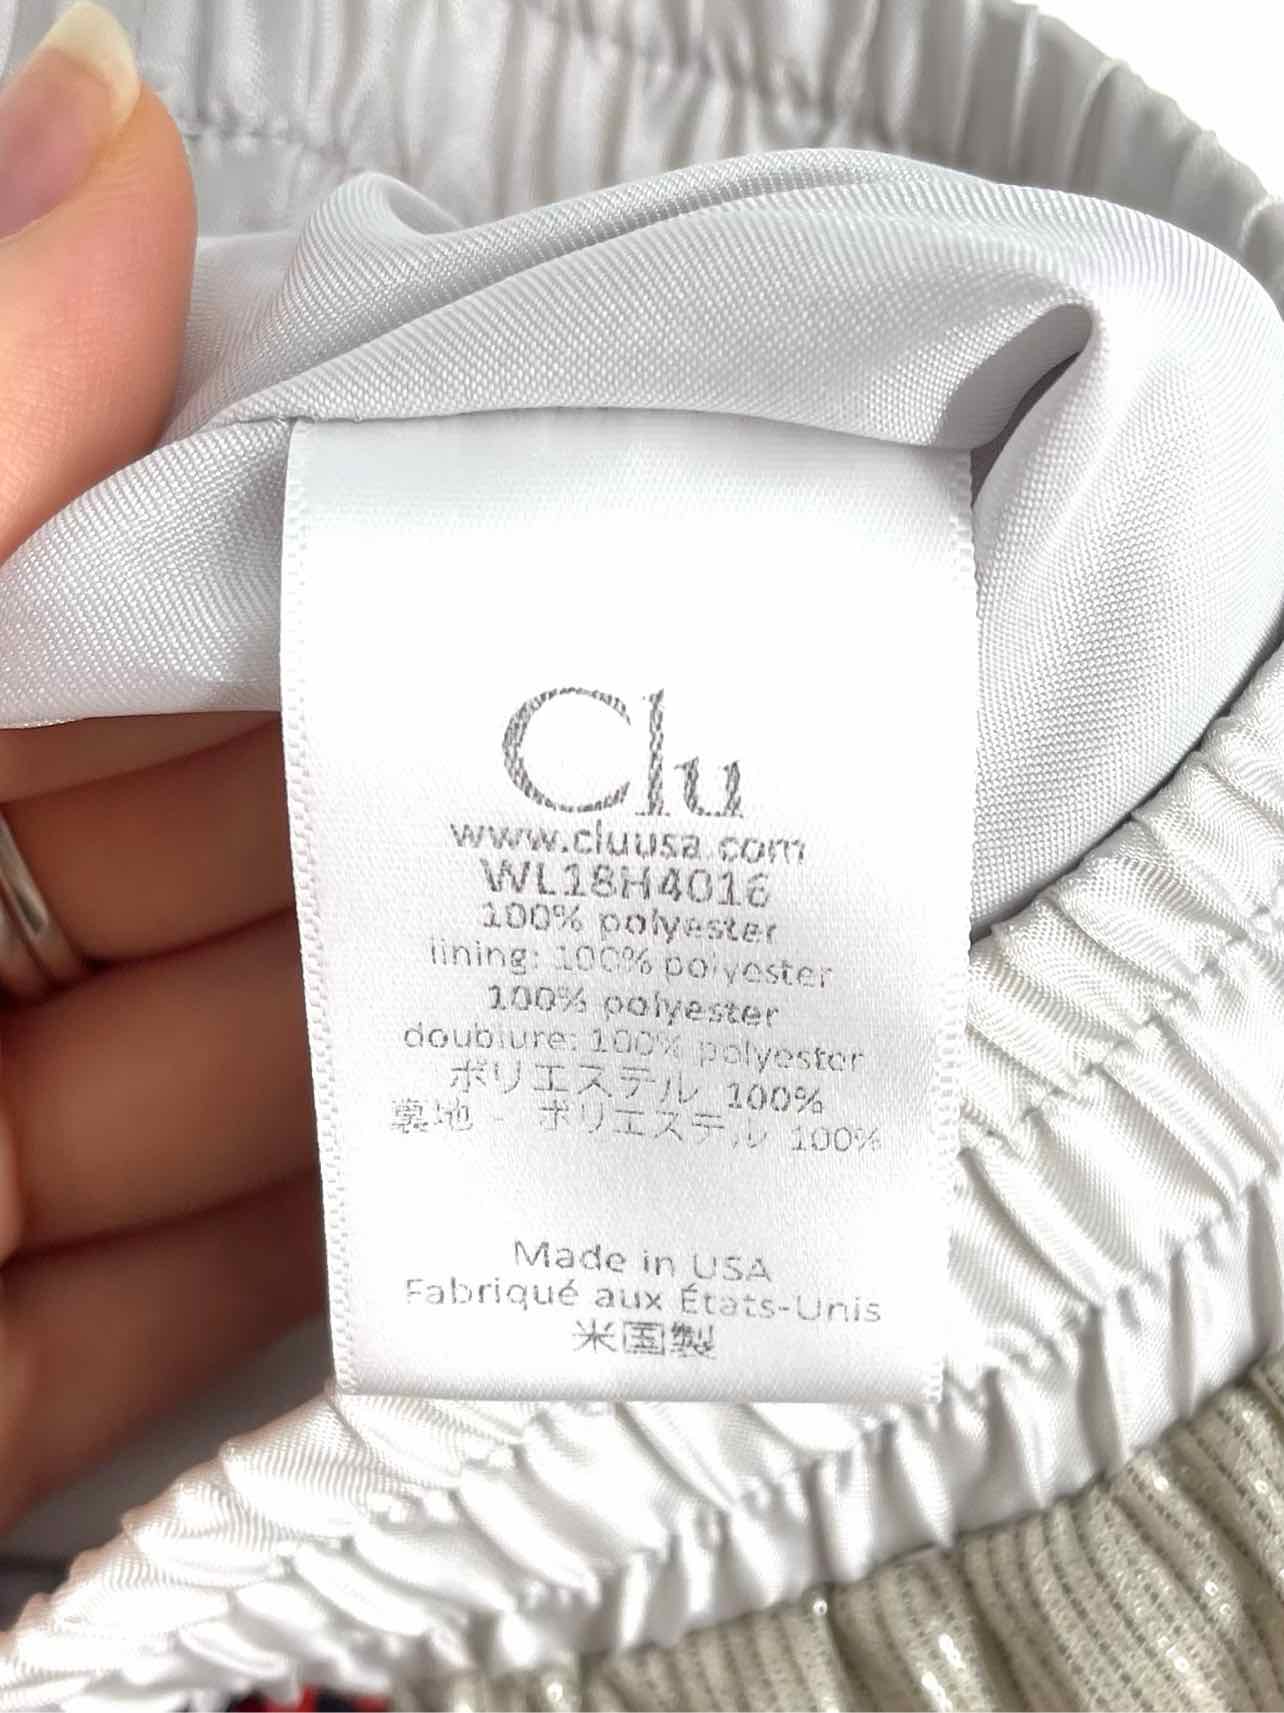 Clu
www.cluusa.com
WL18H4016
100% polyester
lining: 100% polyester
100% polyester
doublure: 100% polyester
ポリエステル 100%
裏地 - ポリエステル 100%
Made in USA
Fabriqué aux États-Unis
米国製